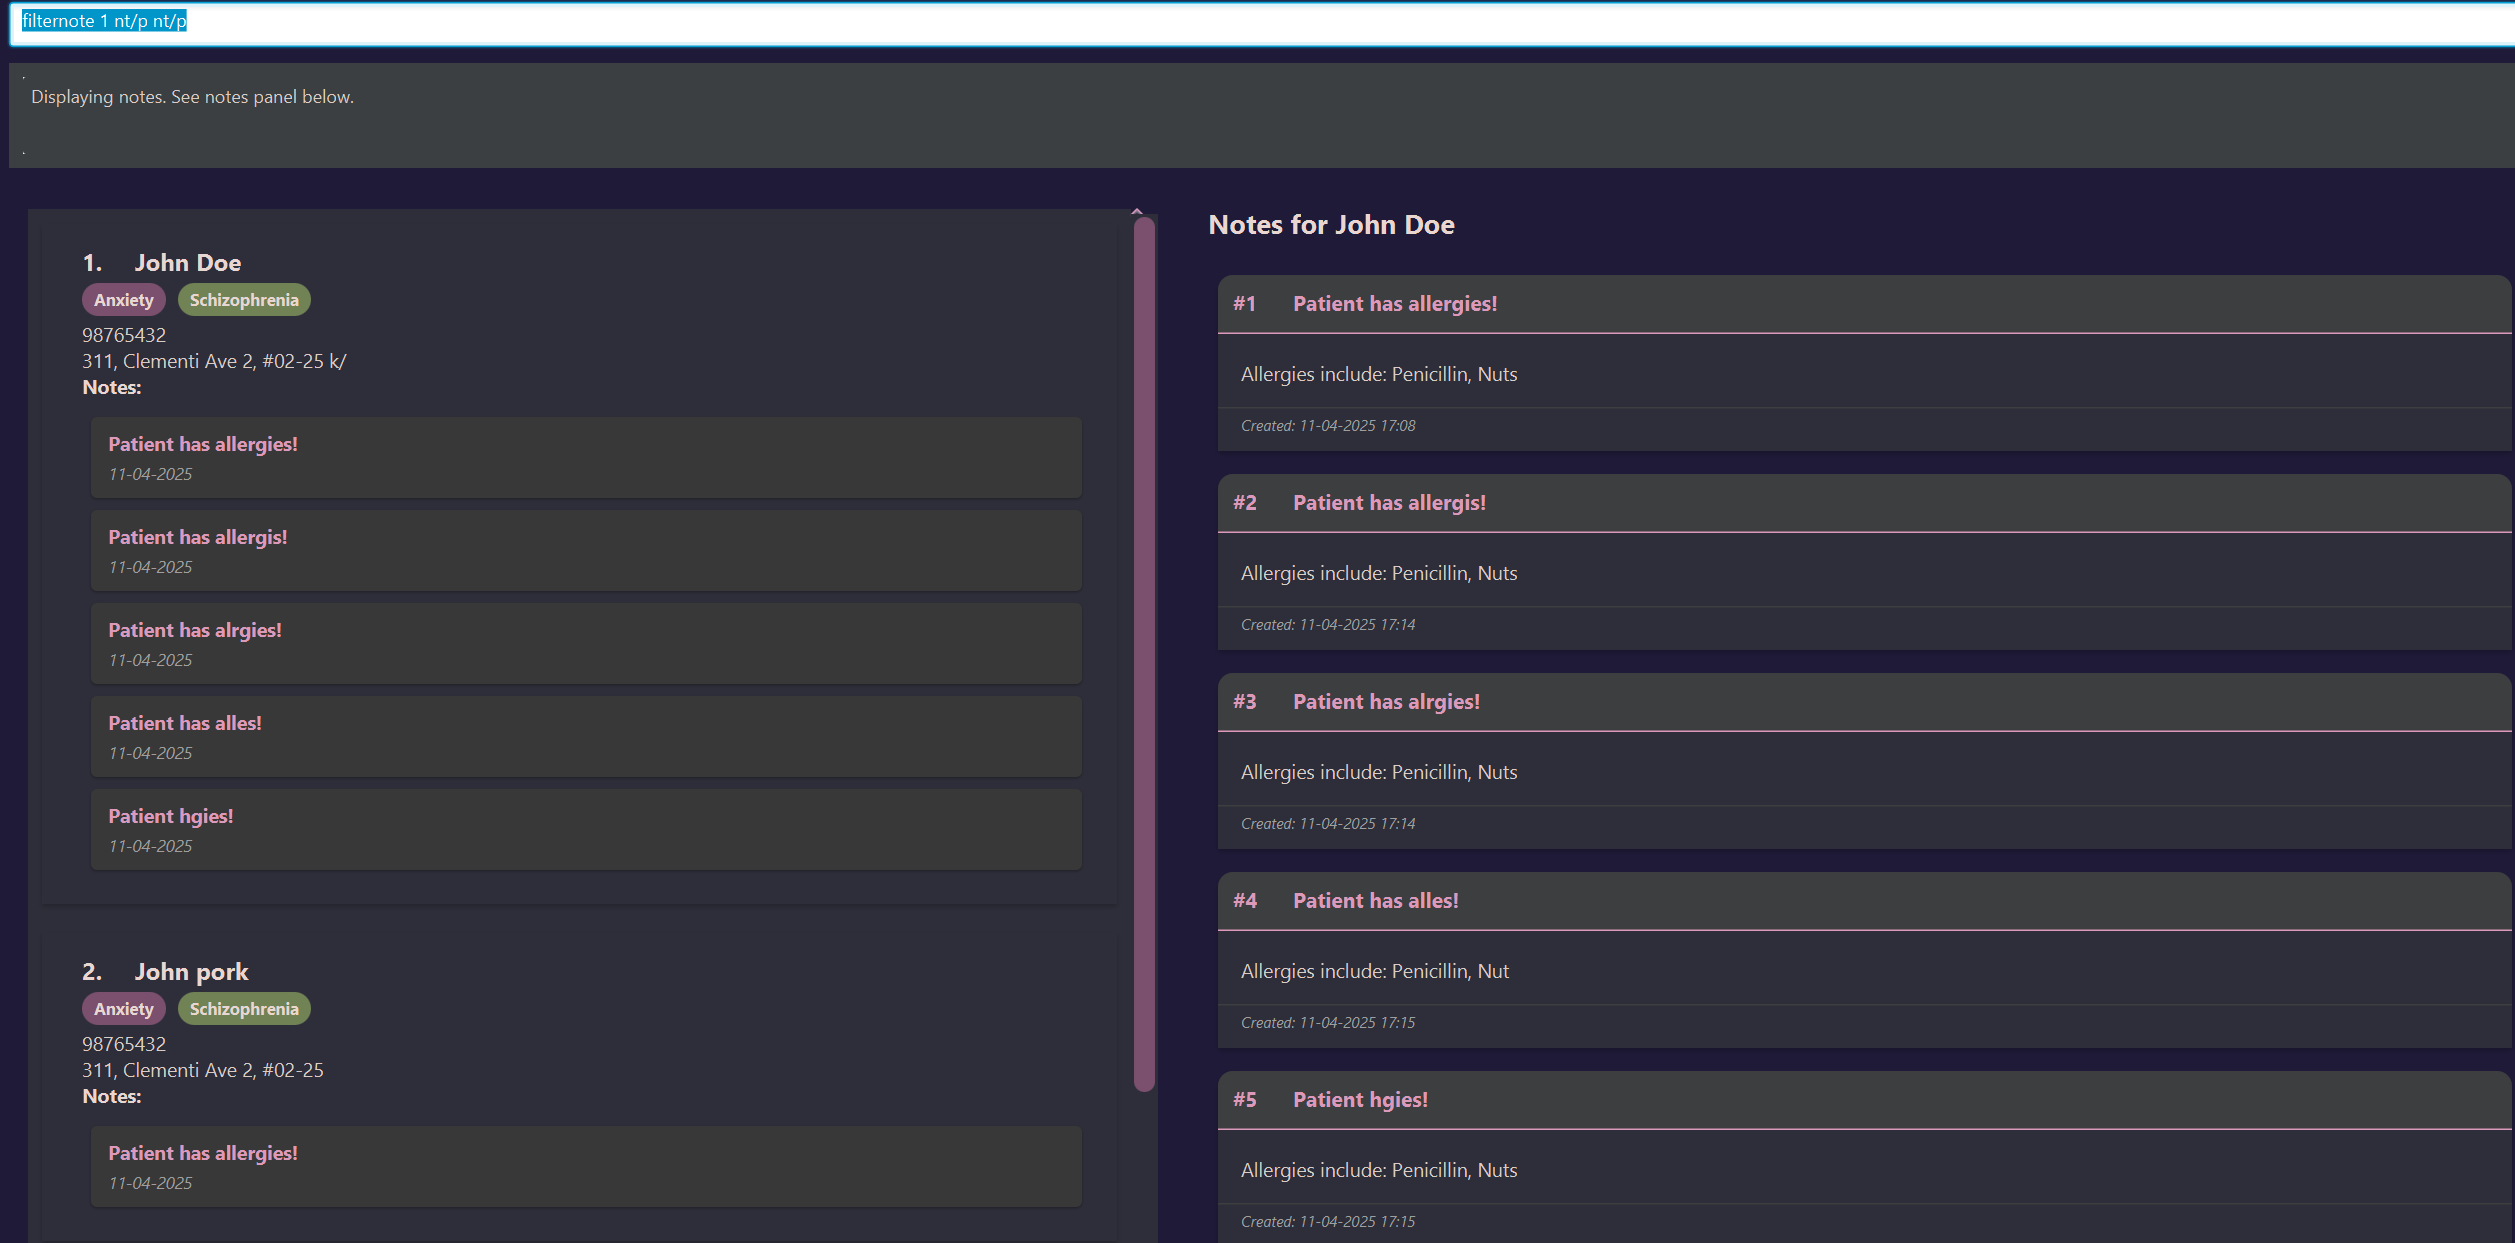 filternote 1 nt/p nt/p
Displaying notes. See notes panel below.
1. John Doe
Anxiety Schizophrenia
98765432
311, Clementi Ave 2, #02-25 k/
Notes:
Patient has allergies!
11-04-2025
Patient has allergis!
11-04-2025
Patient has alrgies!
11-04-2025
Patient has alles!
11-04-2025
Patient hgies!
11-04-2025
2. John pork
Anxiety Schizophrenia
98765432
311, Clementi Ave 2, #02-25
Notes:
Patient has allergies!
11-04-2025
Notes for John Doe
#1 Patient has allergies!
Allergies include: Penicillin, Nuts
Created: 11-04-2025 17:08
#2 Patient has allergis!
Allergies include: Penicillin, Nuts
Created: 11-04-2025 17:14
#3 Patient has alrgies!
Allergies include: Penicillin, Nuts
Created: 11-04-2025 17:14
#4 Patient has alles!
Allergies include: Penicillin, Nut
Created: 11-04-2025 17:15
#5 Patient hgies!
Allergies include: Penicillin, Nuts
Created: 11-04-2025 17:15